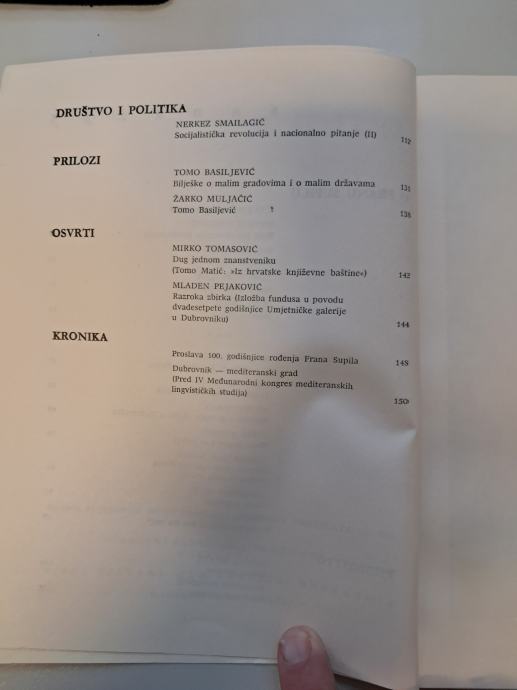 DRUŠTVO I POLITIKA
NERKEZ SMAILAGIĆ
Socijalistička revolucija i nacionalno pitanje (II) 112
PRILOZI
TOMO BASILJEVIĆ
Bilješke o malim gradovima i o malim državama 131
ŽARKO MULJAČIĆ
Tomo Basiljević 138
OSVRTI
MIRKO TOMASOVIĆ
Dug jednom znanstveniku
(Tomo Matić: »Iz hrvatske književne baštine«) 142
MLADEN PEJAKOVIĆ
Razroka zbirka (Izložba fundusa u povodu
dvadesetpete godišnjice Umjetničke galerije
u Dubrovniku) 144
KRONIKA
Proslava 100. godišnjice rođenja Frana Supila 148
Dubrovnik — mediteranski grad
(Pred IV Međunarodni kongres mediteranskih
lingvističkih studija) 150